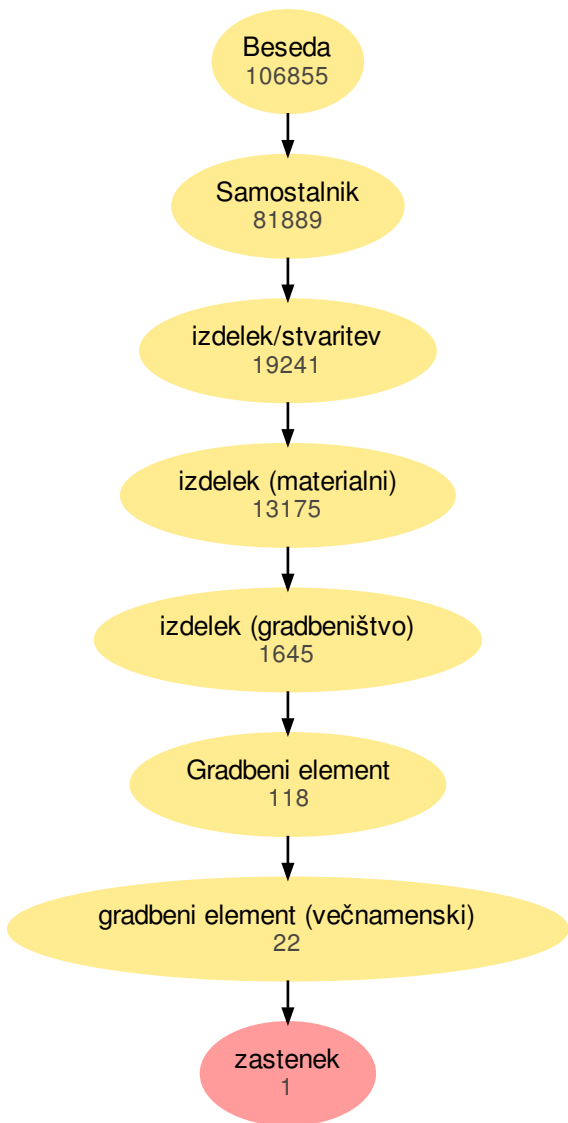 Beseda
106855
Samostalnik
81889
izdelek/stvaritev
19241
izdelek (materialni)
13175
izdelek (gradbeništvo)
1645
Gradbeni element
118
gradbeni element (večnamenski)
22
zastenek
1